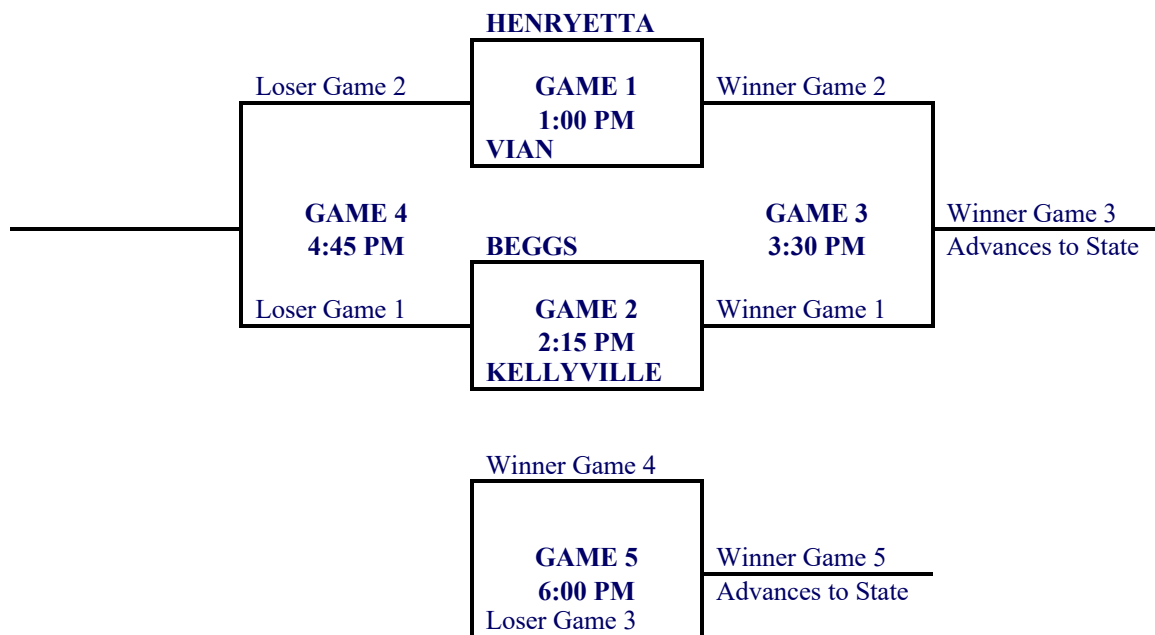 HENRYETTA
Loser Game 2
GAME 1
Winner Game 2
1:00 PM
VIAN
GAME 4
GAME 3
Winner Game 3
4:45 PM
BEGGS
3:30 PM
Advances to State
Loser Game 1
GAME 2
Winner Game 1
2:15 PM
KELLYVILLE
Winner Game 4
GAME 5
Winner Game 5
6:00 PM
Advances to State
Loser Game 3